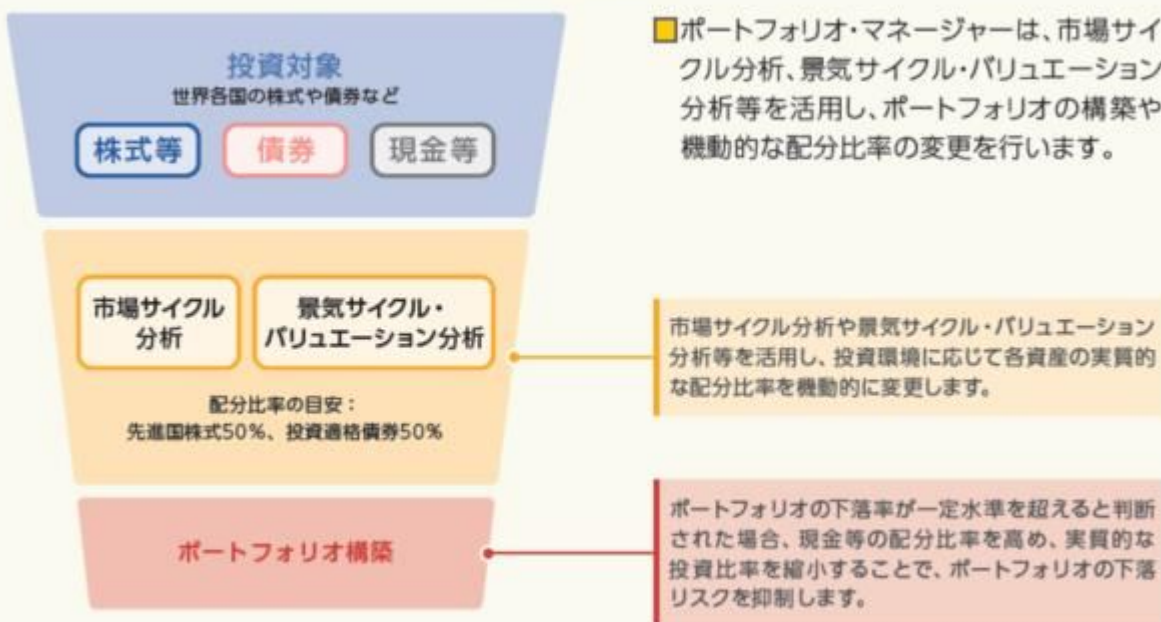 投資対象
世界各国の株式や債券など
株式等
債券
現金等
■ポートフォリオ・マネージャーは、市場サイ
クル分析、景気サイクル・バリュエーション
分析等を活用し、ポートフォリオの構築や
機動的な配分比率の変更を行います。
市場サイクル
分析
景気サイクル・
バリュエーション分析
配分比率の目安：
先進国株式50%、投資適格債券50%
市場サイクル分析や景気サイクル・バリュエーション
分析等を活用し、投資環境に応じて各資産の実質的
な配分比率を機動的に変更します。
ポートフォリオ構築
ポートフォリオの下落率が一定水準を超えると判断
された場合、現金等の配分比率を高め、実質的な
投資比率を縮小することで、ポートフォリオの下落
リスクを抑制します。